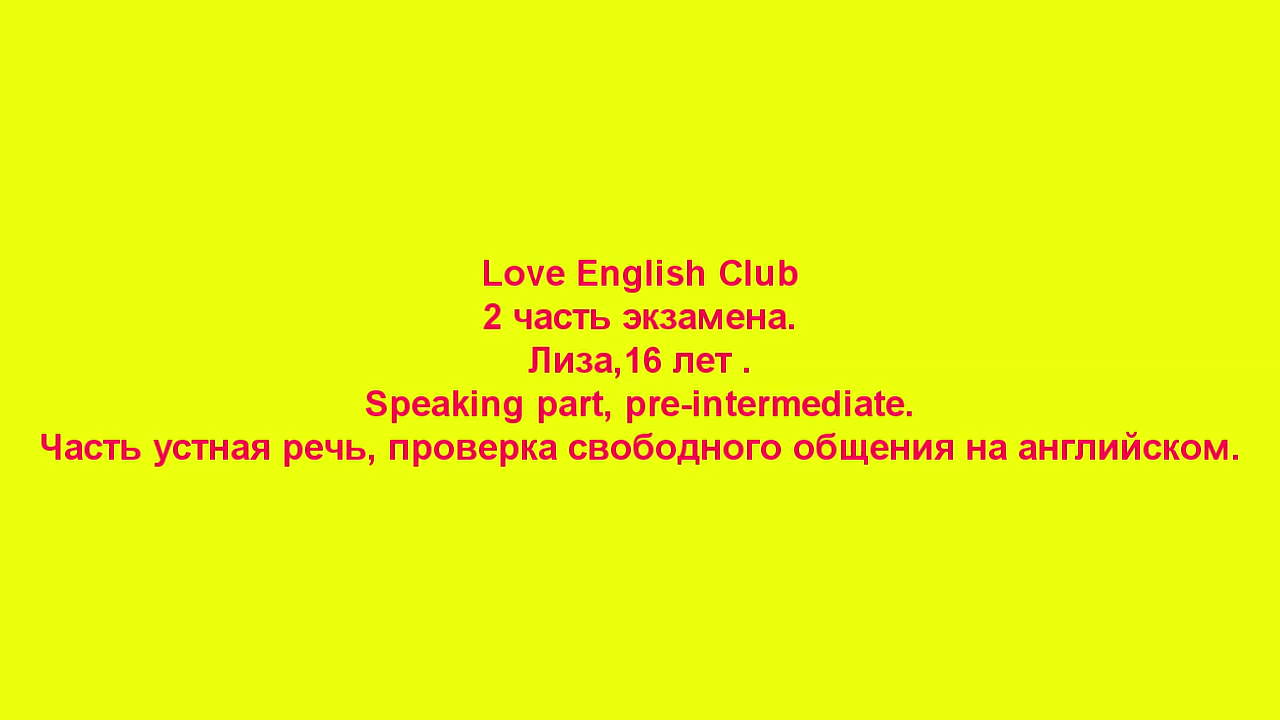 Love English Club
2 часть экзамена.
Лиза,16 лет .
Speaking part, pre-intermediate.
Часть устная речь, проверка свободного общения на английском.